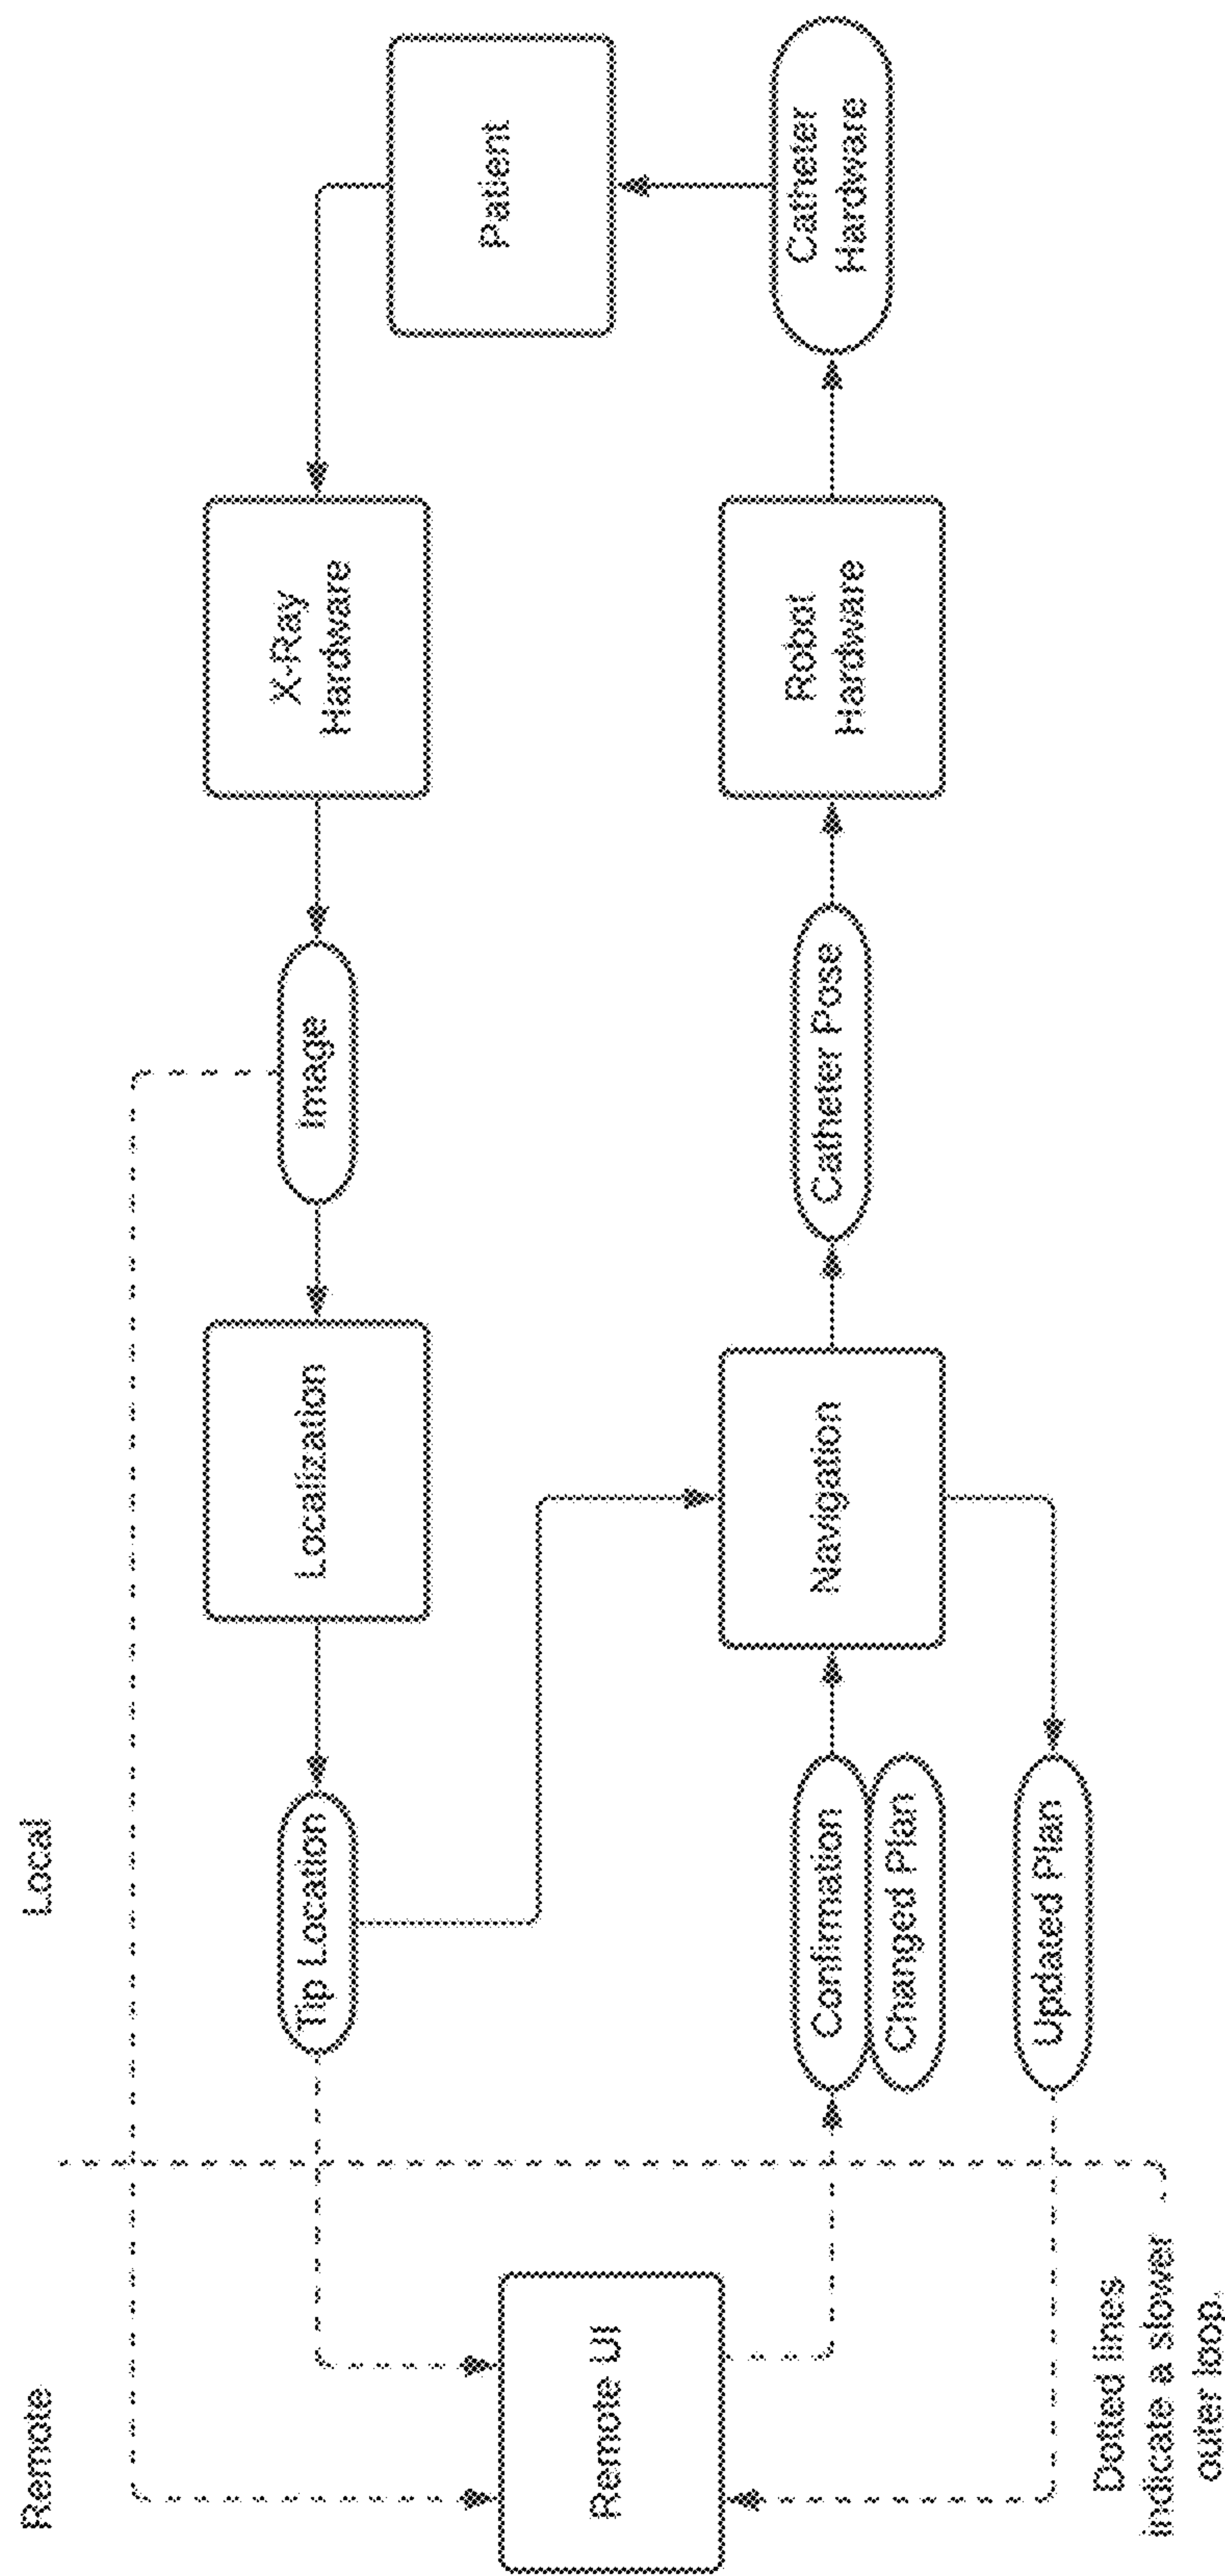 Remote
Local
Image
X-Ray
Hardware
Tip Location
Localization
Patient
Remote UI
Confirmation
Changed Plan
Navigation
Catheter Pose
Robot
Hardware
Catheter
Hardware
Updated Plan
Dotted lines
indicate a slower
outer loop.